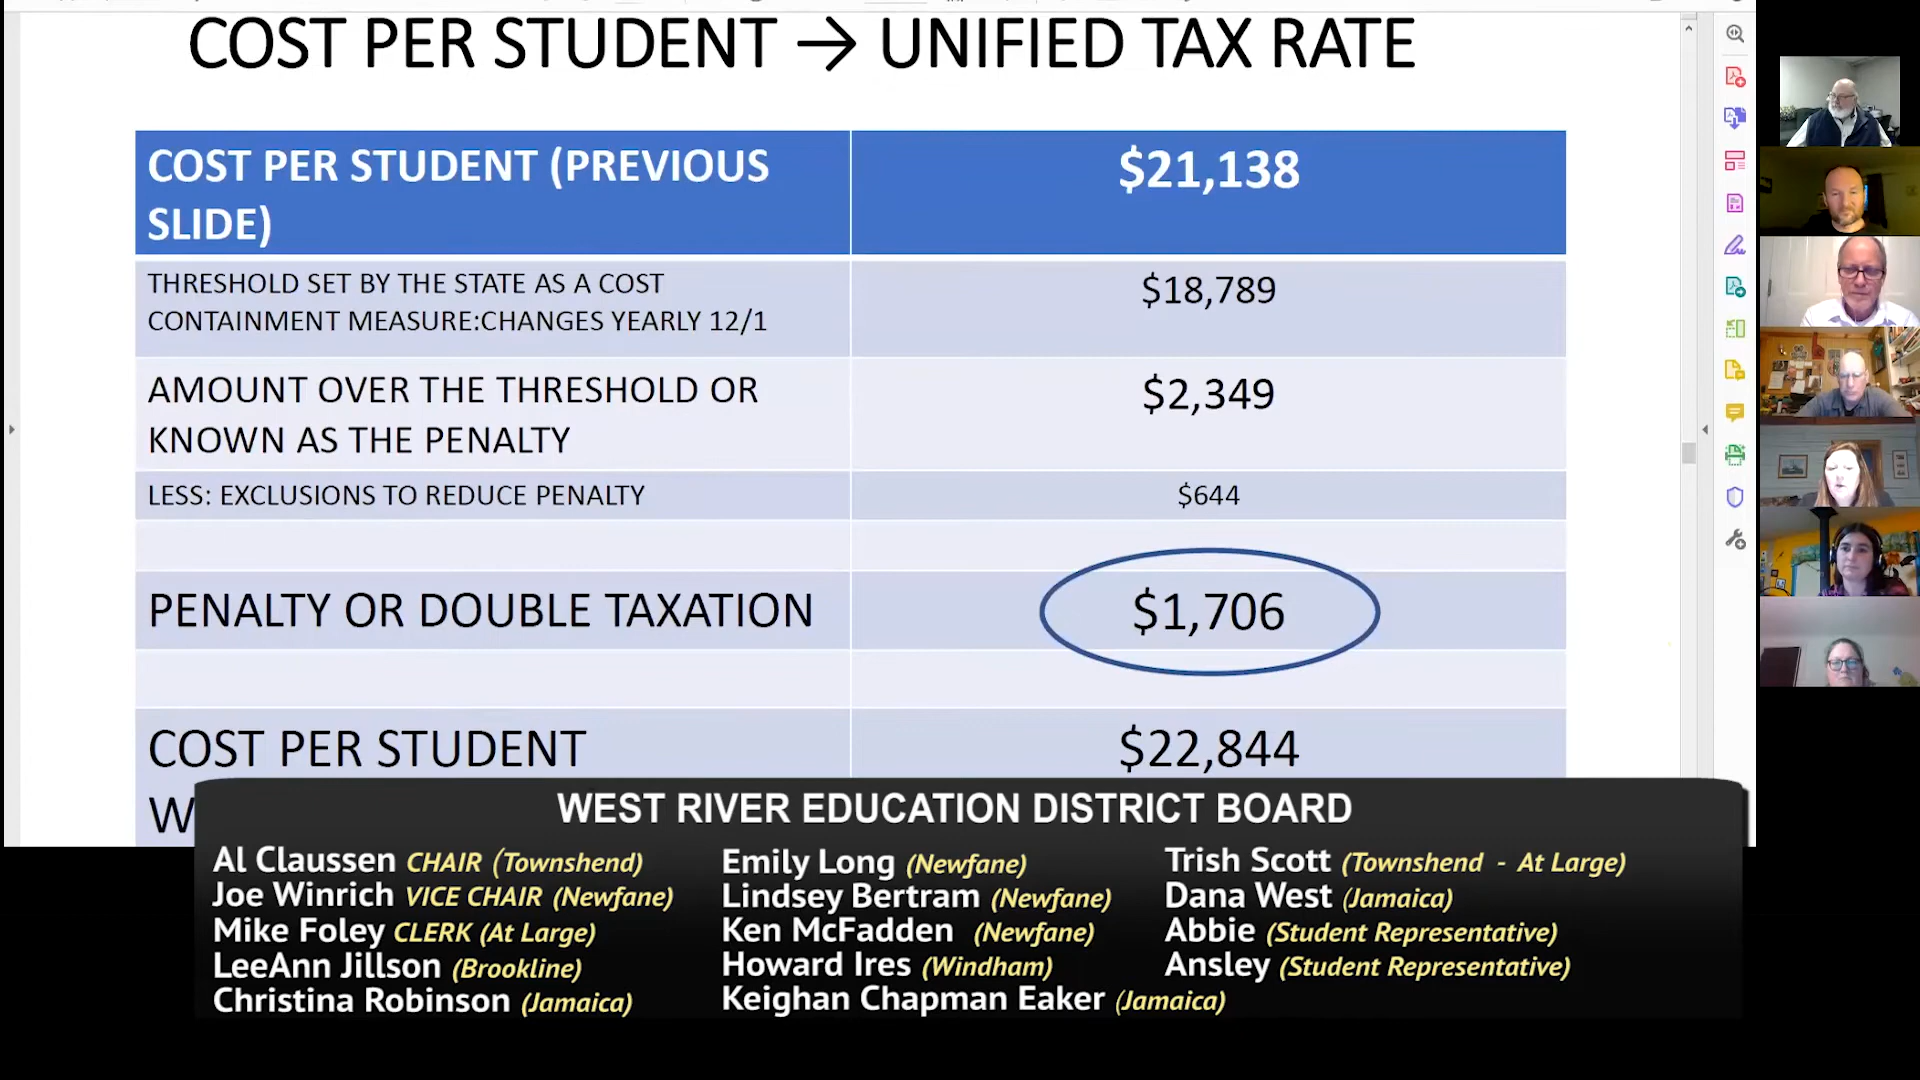 COST PER STUDENT → UNIFIED TAX RATE
COST PER STUDENT (PREVIOUS SLIDE) $21,138
THRESHOLD SET BY THE STATE AS A COST CONTAINMENT MEASURE:CHANGES YEARLY 12/1 $18,789
AMOUNT OVER THE THRESHOLD OR KNOWN AS THE PENALTY $2,349
LESS: EXCLUSIONS TO REDUCE PENALTY $644
PENALTY OR DOUBLE TAXATION $1,706
COST PER STUDENT $22,844
WEST RIVER EDUCATION DISTRICT BOARD
Al Claussen CHAIR (Townshend)
Joe Winrich VICE CHAIR (Newfane)
Mike Foley CLERK (At Large)
LeeAnn Jillson (Brookline)
Christina Robinson (Jamaica)
Emily Long (Newfane)
Lindsey Bertram (Newfane)
Ken McFadden (Newfane)
Howard Ires (Windham)
Keighan Chapman Eaker (Jamaica)
Trish Scott (Townshend - At Large)
Dana West (Jamaica)
Abbie (Student Representative)
Ansley (Student Representative)